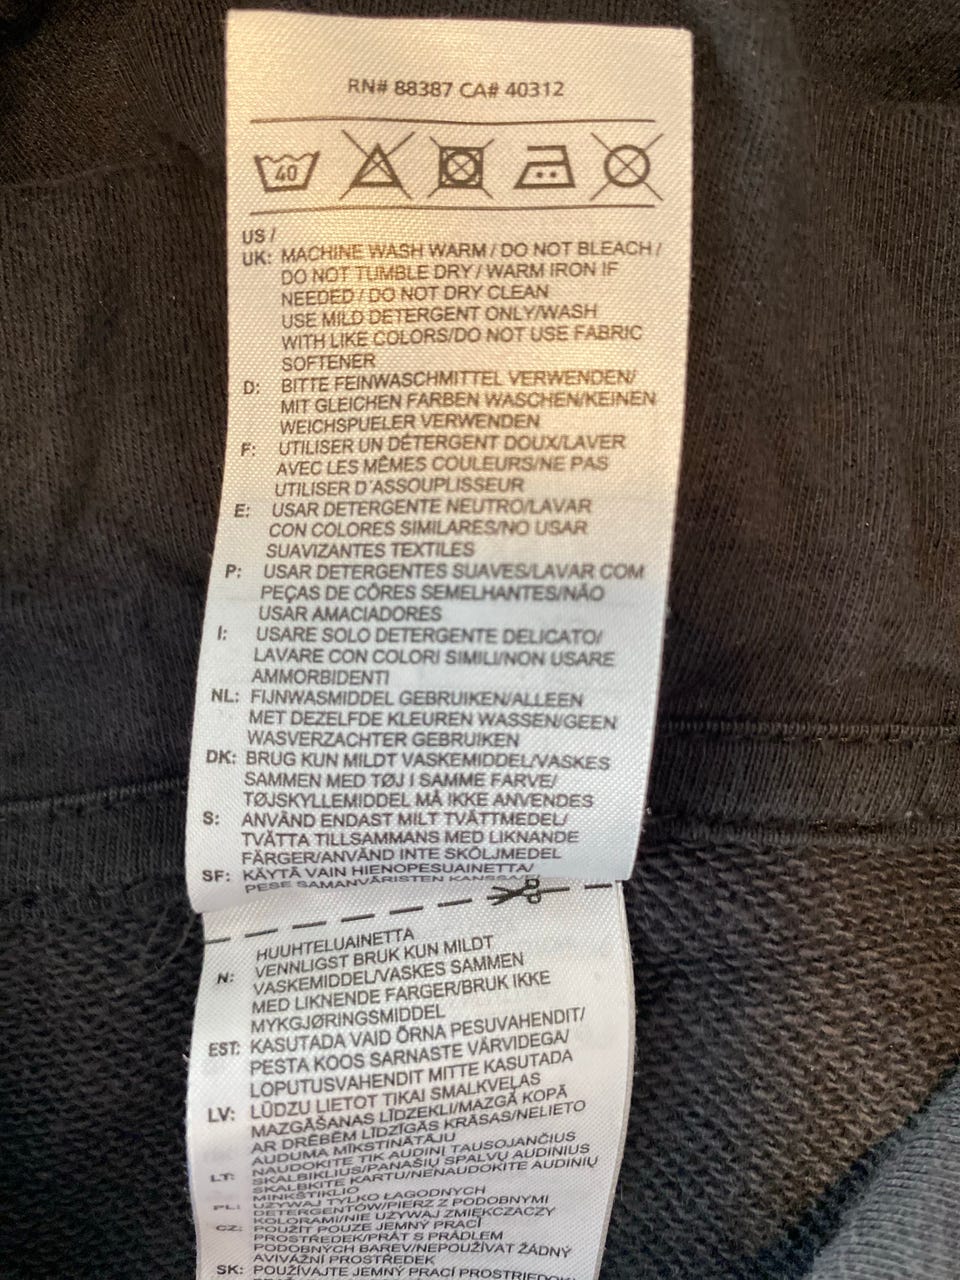 RN# 88387 CA# 40312
40
US /
UK: MACHINE WASH WARM / DO NOT BLEACH /
DO NOT TUMBLE DRY / WARM IRON IF
NEEDED / DO NOT DRY CLEAN
USE MILD DETERGENT ONLY/WASH
WITH LIKE COLORS/DO NOT USE FABRIC
SOFTENER
D: BITTE FEINWASCHMITTEL VERWENDEN/
MIT GLEICHEN FARBEN WASCHEN/KEINEN
WEICHSPUELER VERWENDEN
F: UTILISER UN DÉTERGENT DOUX/LAVER
AVEC LES MÊMES COULEURS/NE PAS
UTILISER D'ASSOUPLISSEUR
E: USAR DETERGENTE NEUTRO/LAVAR
CON COLORES SIMILARES/NO USAR
SUAVIZANTES TEXTILES
P: USAR DETERGENTES SUAVES/LAVAR COM
PEÇAS DE CÔRES SEMELHANTES/NÃO
USAR AMACIADORES
I: USARE SOLO DETERGENTE DELICATO/
LAVARE CON COLORI SIMILI/NON USARE
AMMORBIDENTI
NL: FIJNWASMIDDEL GEBRUIKEN/ALLEEN
MET DEZELFDE KLEUREN WASSEN/GEEN
WASVERZACHTER GEBRUIKEN
DK: BRUG KUN MILDT VASKEMIDDEL/VASKES
SAMMEN MED TØJ I SAMME FARVE/
TØJSKYLLEMIDDEL MÅ IKKE ANVENDES
S: ANVÄND ENDAST MILT TVÄTTMEDEL/
TVÄTTA TILLSAMMANS MED LIKNANDE
FÄRGER/ANVÄND INTE SKÖLJMEDEL
SF: KÄYTÄ VAIN HIENOPESUAINETTA/
PESE SAMANVÄRISTEN KANSSA/
HUUHTELUAINETTA
N: VENNLIGST BRUK KUN MILDT
VASKEMIDDEL/VASKES SAMMEN
MED LIKNENDE FARGER/BRUK IKKE
MYKGJØRINGSMIDDEL
EST: KASUTADA VAID ÕRNA PESUVAHENDIT/
PESTA KOOS SARNASTE VÄRVIDEGA/
LOPUTUSVAHENDIT MITTE KASUTADA
LV: LŪDZU LIETOT TIKAI SMALKVEĻAS
MAZGĀŠANAS LĪDZEKLI/MAZGĀ KOPĀ
AR DRĒBĒM LĪDZĪGĀS KRĀSAS/NELIETO
AUDUMA MĪKSTINĀTĀJU
LT: NAUDOKITE TIK AUDINĮ TAUSOJANČIUS
SKALBIKLIUS/PANAŠIŲ SPALVŲ AUDINIUS
SKALBKITE KARTU/NENAUDOKITE AUDINIŲ
MINKŠTIKLIO
PL: UŻYWAJ TYLKO ŁAGODNYCH
DETERGENTÓW/PIERZ Z PODOBNYMI
KOLORAMI/NIE UŻYWAJ ZMIĘKCZACZY
CZ: POUŽÍT POUZE JEMNÝ PRACÍ
PROSTŘEDEK/PRÁT S PRÁDLEM
PODOBNÝCH BAREV/NEPOUŽÍVAT ŽÁDNÝ
AVIVÁŽNÍ PROSTŘEDEK
SK: POUŽÍVAJTE JEMNÝ PRACÍ